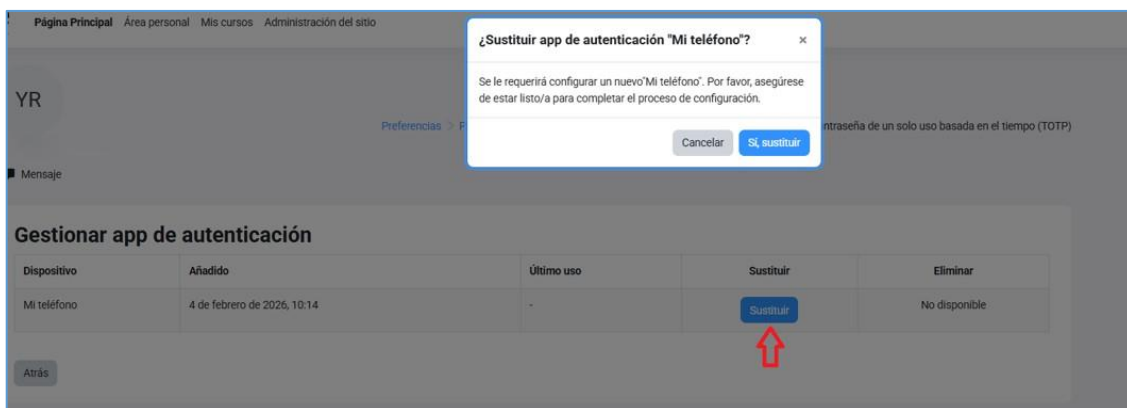 Página Principal Área personal Mis cursos Administración del sitio
¿Sustituir app de autenticación "Mi teléfono"? ×
Se le requerirá configurar un nuevo"Mi teléfono". Por favor, asegúrese
de estar listo/a para completar el proceso de configuración.
Cancelar Sí, sustituir
YR
Preferencias > de un solo uso basada en el tiempo (TOTP)
Mensaje
Gestionar app de autenticación
Dispositivo Añadido Último uso Sustituir Eliminar
Mi teléfono 4 de febrero de 2026, 10:14 - Sustituir No disponible
Atrás